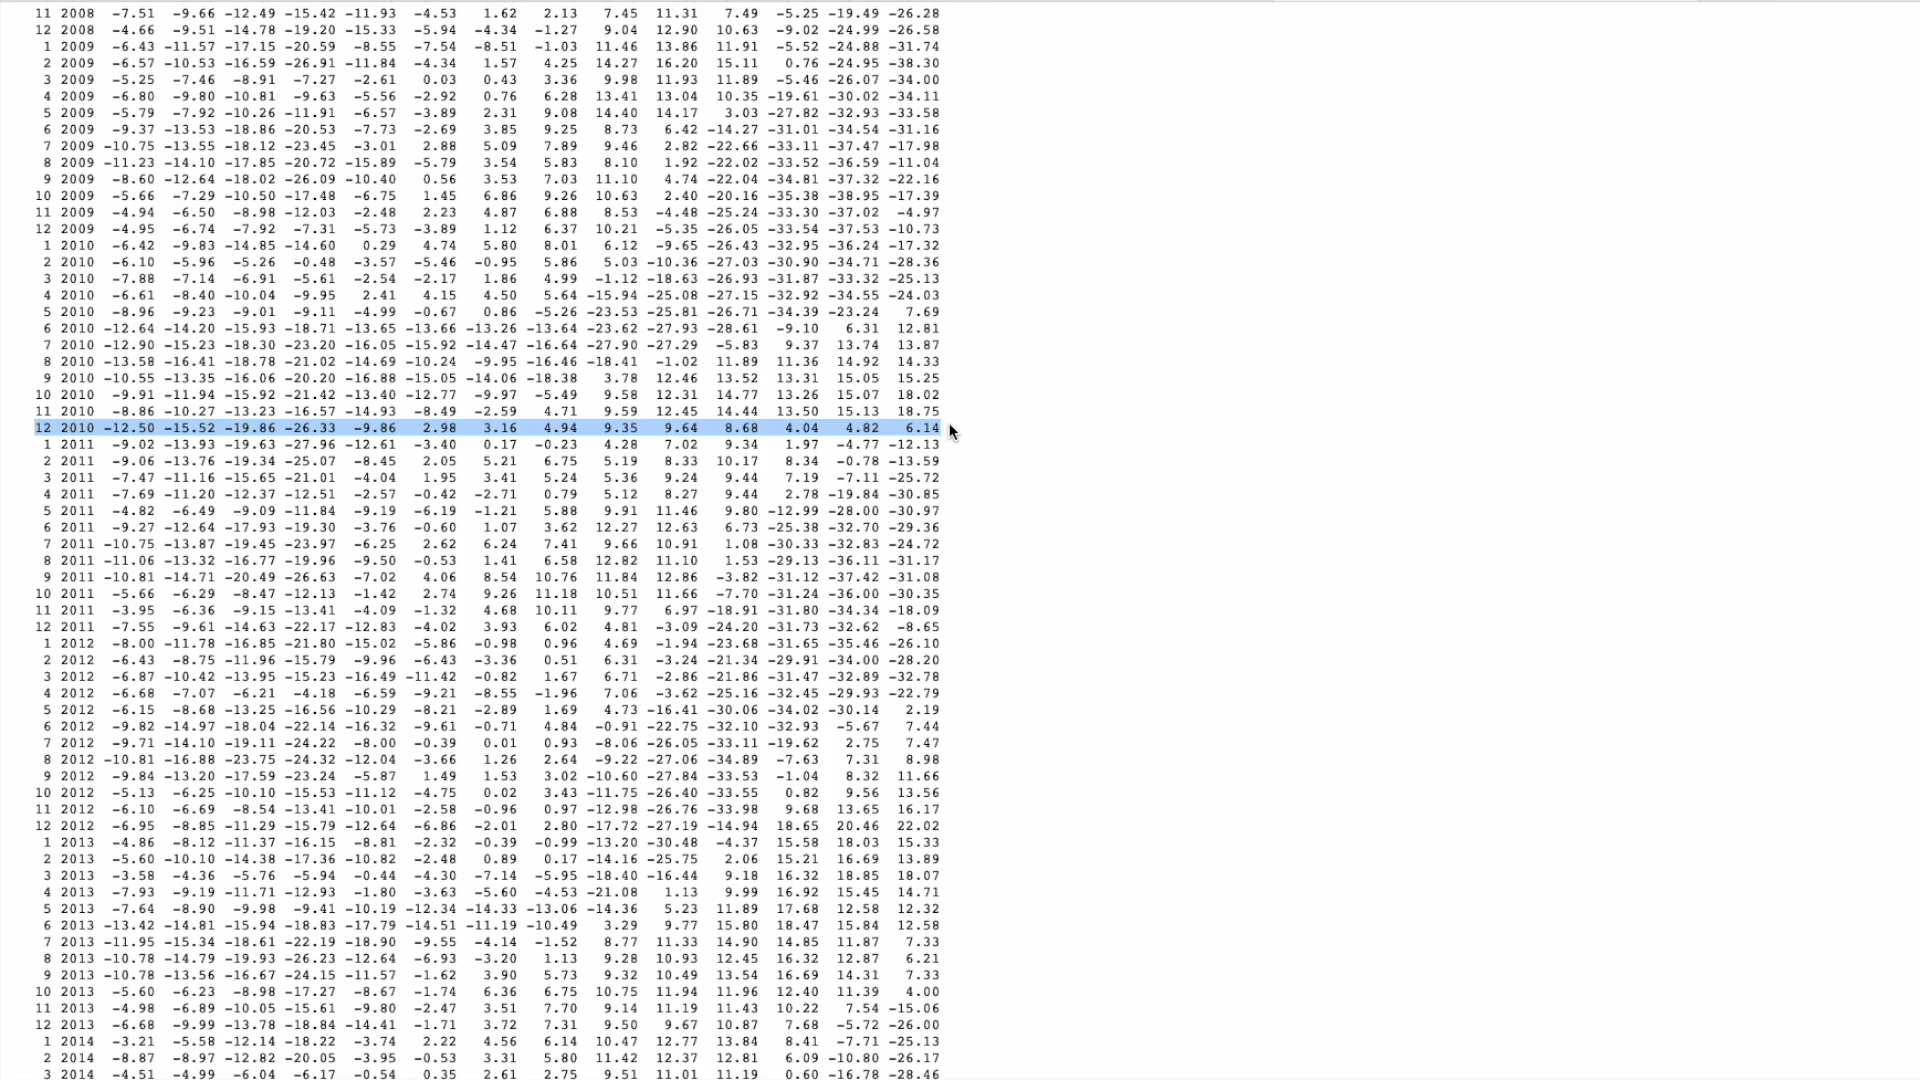 11 2008 -7.51 -9.66 -12.49 -15.42 -11.93 -4.53 1.62 2.13 7.45 11.31 7.49 -5.25 -19.49 -26.28
12 2008 -4.66 -9.51 -14.78 -19.20 -15.33 -5.94 -4.34 -1.27 9.04 12.90 10.63 -9.02 -24.99 -26.58
1 2009 -6.43 -11.57 -17.15 -20.59 -8.55 -7.54 -8.51 -1.03 11.46 13.86 11.91 -5.52 -24.88 -31.74
2 2009 -6.57 -10.53 -16.59 -26.91 -11.84 -4.34 1.57 4.25 14.27 16.20 15.11 0.76 -24.95 -38.30
3 2009 -5.25 -7.46 -8.91 -7.27 -2.61 0.03 0.43 3.36 9.98 11.93 11.89 -5.46 -26.07 -34.00
4 2009 -6.80 -9.80 -10.81 -9.63 -5.56 -2.92 0.76 6.28 13.41 13.04 10.35 -19.61 -30.02 -34.11
5 2009 -5.79 -7.92 -10.26 -11.91 -6.57 -3.89 2.31 9.08 14.40 14.17 3.03 -27.82 -32.93 -33.58
6 2009 -9.37 -13.53 -18.86 -20.53 -7.73 -2.69 3.85 9.25 8.73 6.42 -14.27 -31.01 -34.54 -31.16
7 2009 -10.75 -13.55 -18.12 -23.45 -3.01 2.88 5.09 7.89 9.46 2.82 -22.66 -33.11 -37.47 -17.98
8 2009 -11.23 -14.10 -17.85 -20.72 -15.89 -5.79 3.54 5.83 8.10 1.92 -22.02 -33.52 -36.59 -11.04
9 2009 -8.60 -12.64 -18.02 -26.09 -10.40 0.56 3.53 7.03 11.10 4.74 -22.04 -34.81 -37.32 -22.16
10 2009 -5.66 -7.29 -10.50 -17.48 -6.75 1.45 6.86 9.26 10.63 2.40 -20.16 -35.38 -38.95 -17.39
11 2009 -4.94 -6.50 -8.98 -12.03 -2.48 2.23 4.87 6.88 8.53 -4.48 -25.24 -33.30 -37.02 -4.97
12 2009 -4.95 -6.74 -7.92 -7.31 -5.73 -3.89 1.12 6.37 10.21 -5.35 -26.05 -33.54 -37.53 -10.73
1 2010 -6.42 -9.83 -14.85 -14.60 0.29 4.74 5.80 8.01 6.12 -9.65 -26.43 -32.95 -36.24 -17.32
2 2010 -6.10 -5.96 -5.26 -0.48 -3.57 -5.46 -0.95 5.86 5.03 -10.36 -27.03 -30.90 -34.71 -28.36
3 2010 -7.88 -7.14 -6.91 -5.61 -2.54 -2.17 1.86 4.99 -1.12 -18.63 -26.93 -31.87 -33.32 -25.13
4 2010 -6.61 -8.40 -10.04 -9.95 2.41 4.15 4.50 5.64 -15.94 -25.08 -27.15 -32.92 -34.55 -24.03
5 2010 -8.96 -9.23 -9.01 -9.11 -4.99 -0.67 0.86 -5.26 -23.53 -25.81 -26.71 -34.39 -23.24 7.69
6 2010 -12.64 -14.20 -15.93 -18.71 -13.65 -13.66 -13.26 -13.64 -23.62 -27.93 -28.61 -9.10 6.31 12.81
7 2010 -12.90 -15.23 -18.30 -23.20 -16.05 -15.92 -14.47 -16.64 -27.90 -27.29 -5.83 9.37 13.74 13.87
8 2010 -13.58 -16.41 -18.78 -21.02 -14.69 -10.24 -9.95 -16.46 -18.41 -1.02 11.89 11.36 14.92 14.33
9 2010 -10.55 -13.35 -16.06 -20.20 -16.88 -15.05 -14.06 -18.38 3.78 12.46 13.52 13.31 15.05 15.25
10 2010 -9.91 -11.94 -15.92 -21.42 -13.40 -12.77 -9.97 -5.49 9.58 12.31 14.77 13.26 15.07 18.02
11 2010 -8.86 -10.27 -13.23 -16.57 -14.93 -8.49 -2.59 4.71 9.59 12.45 14.44 13.50 15.13 18.75
12 2010 -12.50 -15.52 -19.86 -26.33 -9.86 2.98 3.16 4.94 9.35 9.64 8.68 4.04 4.82 6.14
1 2011 -9.02 -13.93 -19.63 -27.96 -12.61 -3.40 0.17 -0.23 4.28 7.02 9.34 1.97 -4.77 -12.13
2 2011 -9.06 -13.76 -19.34 -25.07 -8.45 2.05 5.21 6.75 5.19 8.33 10.17 8.34 -0.78 -13.59
3 2011 -7.47 -11.16 -15.65 -21.01 -4.04 1.95 3.41 5.24 5.36 9.24 9.44 7.19 -7.11 -25.72
4 2011 -7.69 -11.20 -12.37 -12.51 -2.57 -0.42 -2.71 0.79 5.12 8.27 9.44 2.78 -19.84 -30.85
5 2011 -4.82 -6.49 -9.09 -11.84 -9.19 -6.19 -1.21 5.88 9.91 11.46 9.80 -12.99 -28.00 -30.97
6 2011 -9.27 -12.64 -17.93 -19.30 -3.76 -0.60 1.07 3.62 12.27 12.63 6.73 -25.38 -32.70 -29.36
7 2011 -10.75 -13.87 -19.45 -23.97 -6.25 2.62 6.24 7.41 9.66 10.91 1.08 -30.33 -32.83 -24.72
8 2011 -11.06 -13.32 -16.77 -19.96 -9.50 -0.53 1.41 6.58 12.82 11.10 1.53 -29.13 -36.11 -31.17
9 2011 -10.81 -14.71 -20.49 -26.63 -7.02 4.06 8.54 10.76 11.84 12.86 -3.82 -31.12 -37.42 -31.08
10 2011 -5.66 -6.29 -8.47 -12.13 -1.42 2.74 9.26 11.18 10.51 11.66 -7.70 -31.24 -36.00 -30.35
11 2011 -3.95 -6.36 -9.15 -13.41 -4.09 -1.32 4.68 10.11 9.77 6.97 -18.91 -31.80 -34.34 -18.09
12 2011 -7.55 -9.61 -14.63 -22.17 -12.83 -4.02 3.93 6.02 4.81 -3.09 -24.20 -31.73 -32.62 -8.65
1 2012 -8.00 -11.78 -16.85 -21.80 -15.02 -5.86 -0.98 0.96 4.69 -1.94 -23.68 -31.65 -35.46 -26.10
2 2012 -6.43 -8.75 -11.96 -15.79 -9.96 -6.43 -3.36 0.51 6.31 -3.24 -21.34 -29.91 -34.00 -28.20
3 2012 -6.87 -10.42 -13.95 -15.23 -16.49 -11.42 -0.82 1.67 6.71 -2.86 -21.86 -31.47 -32.89 -32.78
4 2012 -6.68 -7.07 -6.21 -4.18 -6.59 -9.21 -8.55 -1.96 7.06 -3.62 -25.16 -32.45 -29.93 -22.79
5 2012 -6.15 -8.68 -13.25 -16.56 -10.29 -8.21 -2.89 1.69 4.73 -16.41 -30.06 -34.02 -30.14 2.19
6 2012 -9.82 -14.97 -18.04 -22.14 -16.32 -9.61 -0.71 4.84 -0.91 -22.75 -32.10 -32.93 -5.67 7.44
7 2012 -9.71 -14.10 -19.11 -24.22 -8.00 -0.39 0.01 0.93 -8.06 -26.05 -33.11 -19.62 2.75 7.47
8 2012 -10.81 -16.88 -23.75 -24.32 -12.04 -3.66 1.26 2.64 -9.22 -27.06 -34.89 -7.63 7.31 8.98
9 2012 -9.84 -13.20 -17.59 -23.24 -5.87 1.49 1.53 3.02 -10.60 -27.84 -33.53 -1.04 8.32 11.66
10 2012 -5.13 -6.25 -10.10 -15.53 -11.12 -4.75 0.02 3.43 -11.75 -26.40 -33.55 0.82 9.56 13.56
11 2012 -6.10 -6.69 -8.54 -13.41 -10.01 -2.58 -0.96 0.97 -12.98 -26.76 -33.98 9.68 13.65 16.17
12 2012 -6.95 -8.85 -11.29 -15.79 -12.64 -6.86 -2.01 2.80 -17.72 -27.19 -14.94 18.65 20.46 22.02
1 2013 -4.86 -8.12 -11.37 -16.15 -8.81 -2.32 -0.39 -0.99 -13.20 -30.48 -4.37 15.58 18.03 15.33
2 2013 -5.60 -10.10 -14.38 -17.36 -10.82 -2.48 0.89 0.17 -14.16 -25.75 2.06 15.21 16.69 13.89
3 2013 -3.58 -4.36 -5.76 -5.94 -0.44 -4.30 -7.14 -5.95 -18.40 -16.44 9.18 16.32 18.85 18.07
4 2013 -7.93 -9.19 -11.71 -12.93 -1.80 -3.63 -5.60 -4.53 -21.08 1.13 9.99 16.92 15.45 14.71
5 2013 -7.64 -8.90 -9.98 -9.41 -10.19 -12.34 -14.33 -13.06 -14.36 5.23 11.89 17.68 12.58 12.32
6 2013 -13.42 -14.81 -15.94 -18.83 -17.79 -14.51 -11.19 -10.49 3.29 9.77 15.80 18.47 15.84 12.58
7 2013 -11.95 -15.34 -18.61 -22.19 -18.90 -9.55 -4.14 -1.52 8.77 11.33 14.90 14.85 11.87 7.33
8 2013 -10.78 -14.79 -19.93 -26.23 -12.64 -6.93 -3.20 1.13 9.28 10.93 12.45 16.32 12.87 6.21
9 2013 -10.78 -13.56 -16.67 -24.15 -11.57 -1.62 3.90 5.73 9.32 10.49 13.54 16.69 14.31 7.33
10 2013 -5.60 -6.23 -8.98 -17.27 -8.67 -1.74 6.36 6.75 10.75 11.94 11.96 12.40 11.39 4.00
11 2013 -4.98 -6.89 -10.05 -15.61 -9.80 -2.47 3.51 7.70 9.14 11.19 11.43 10.22 7.54 -15.06
12 2013 -6.68 -9.99 -13.78 -18.84 -14.41 -1.71 3.72 7.31 9.50 9.67 10.87 7.68 -5.72 -26.00
1 2014 -3.21 -5.58 -12.14 -18.22 -3.74 2.22 4.56 6.14 10.47 12.77 13.84 8.41 -7.71 -25.13
2 2014 -8.87 -8.97 -12.82 -20.05 -3.95 -0.53 3.31 5.80 11.42 12.37 12.81 6.09 -10.80 -26.17
3 2014 -4.51 -4.99 -6.04 -6.17 -0.54 0.35 2.61 2.75 9.51 11.01 11.19 0.60 -16.78 -28.46